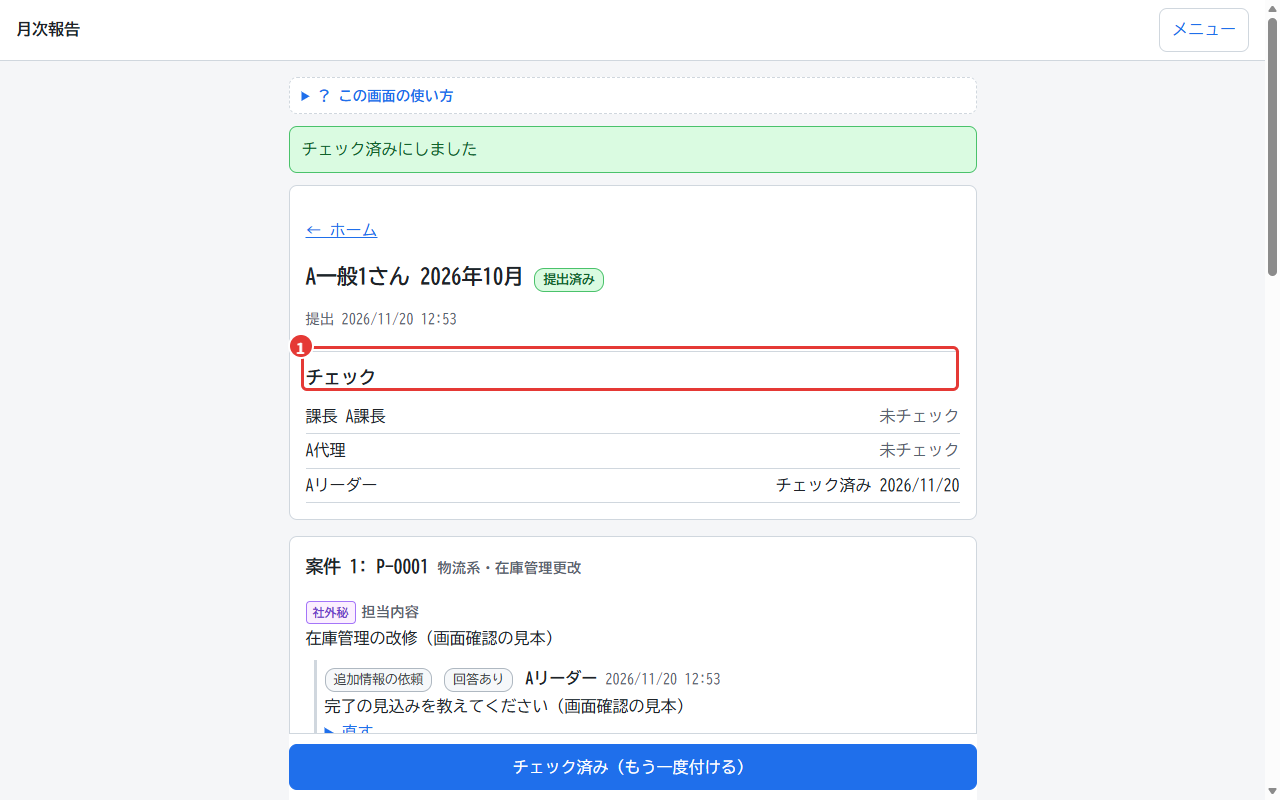 月次報告
メニュー
▶ ? この画面の使い方
チェック済みにしました
← ホーム
A一般1さん 2026年10月 提出済み
提出 2026/11/20 12:53
1
チェック
課長 A課長 未チェック
A代理 未チェック
Aリーダー チェック済み 2026/11/20
案件 1: P-0001 物流系・在庫管理更改
社外秘 担当内容
在庫管理の改修（画面確認の見本）
追加情報の依頼 回答あり Aリーダー 2026/11/20 12:53
完了の見込みを教えてください（画面確認の見本）
▶ 直す
チェック済み（もう一度付ける）